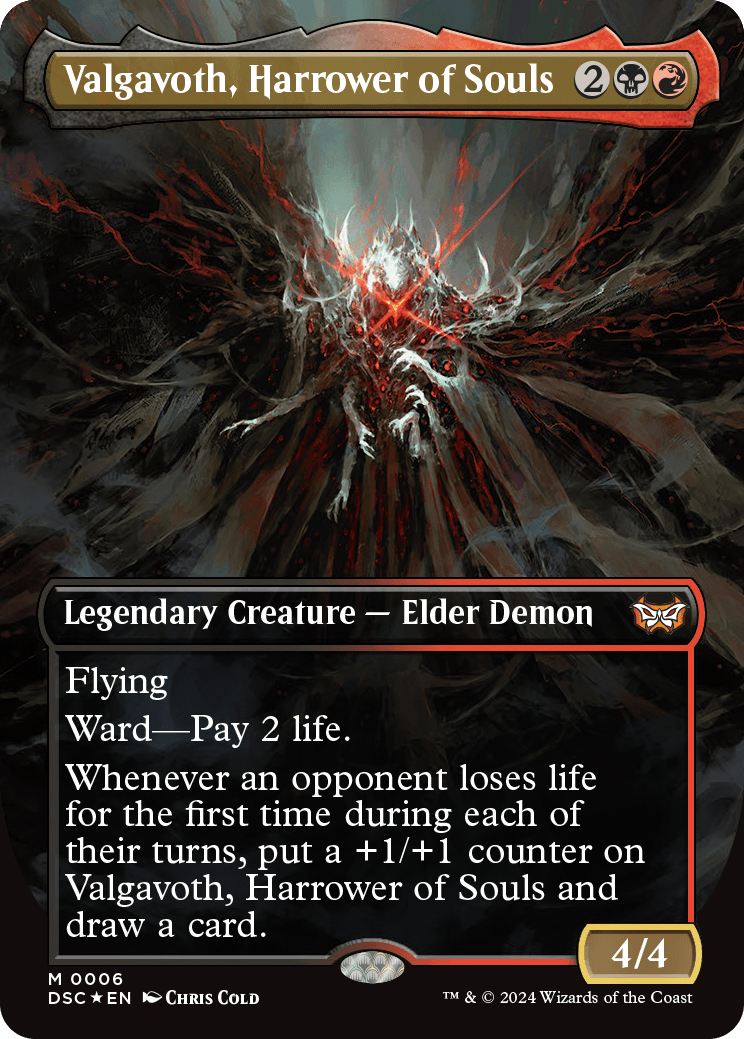 Valgavoth, Harrower of Souls 2
Legendary Creature — Elder Demon
Flying
Ward—Pay 2 life.
Whenever an opponent loses life
for the first time during each of
their turns, put a +1/+1 counter on
Valgavoth, Harrower of Souls and
draw a card.
4/4
M 0006
DSC★EN Chris Cold
™ & © 2024 Wizards of the Coast